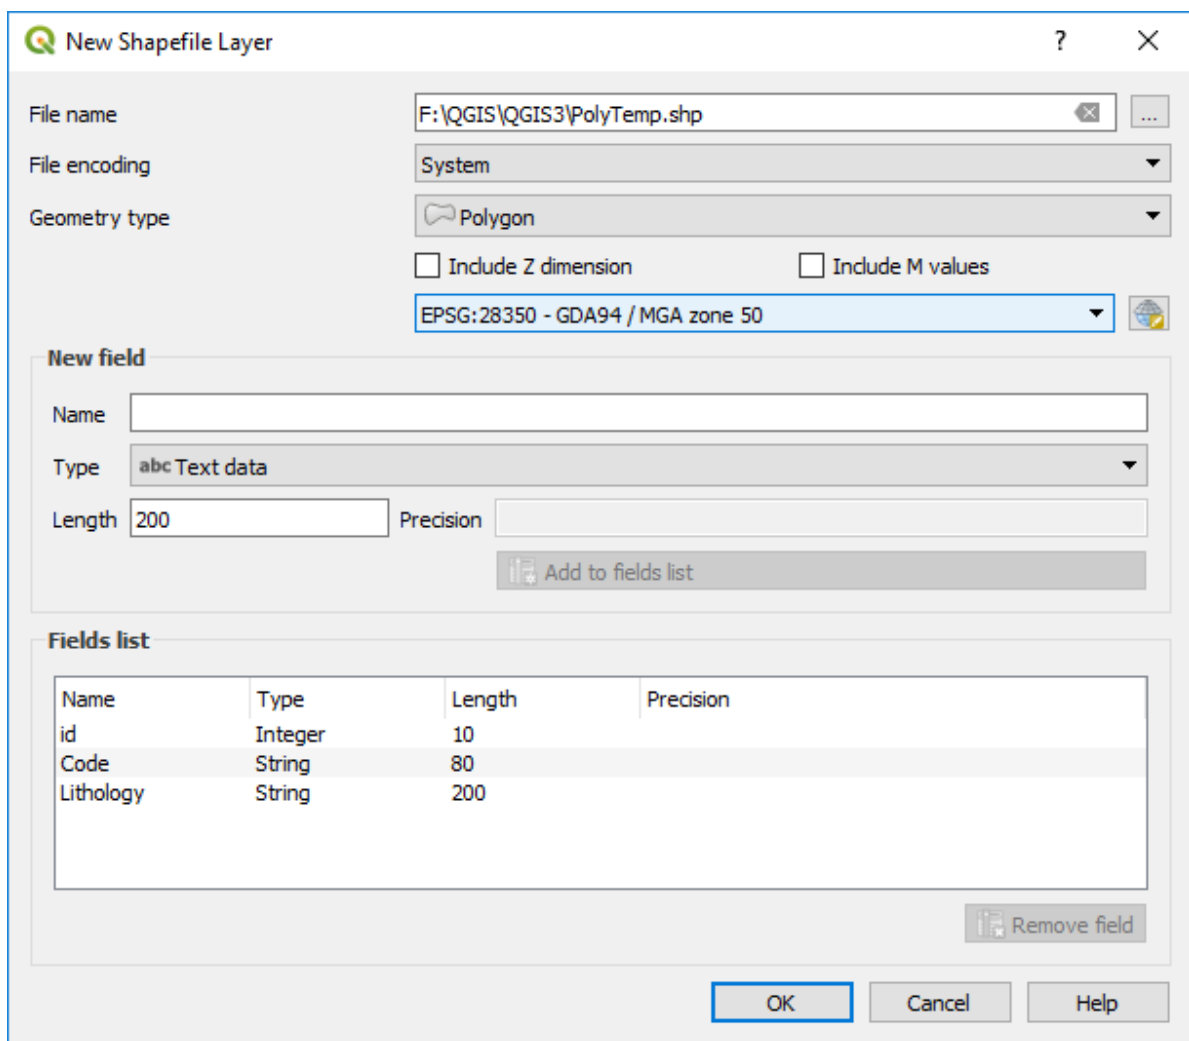 New Shapefile Layer ?
File name F:\QGIS\QGIS3\PolyTemp.shp ...
File encoding System
Geometry type Polygon
Include Z dimension Include M values
EPSG:28350 - GDA94 / MGA zone 50
New field
Name
Type abc Text data
Length 200 Precision
Add to fields list
Fields list
Name Type Length Precision
id Integer 10
Code String 80
Lithology String 200
Remove field
OK Cancel Help